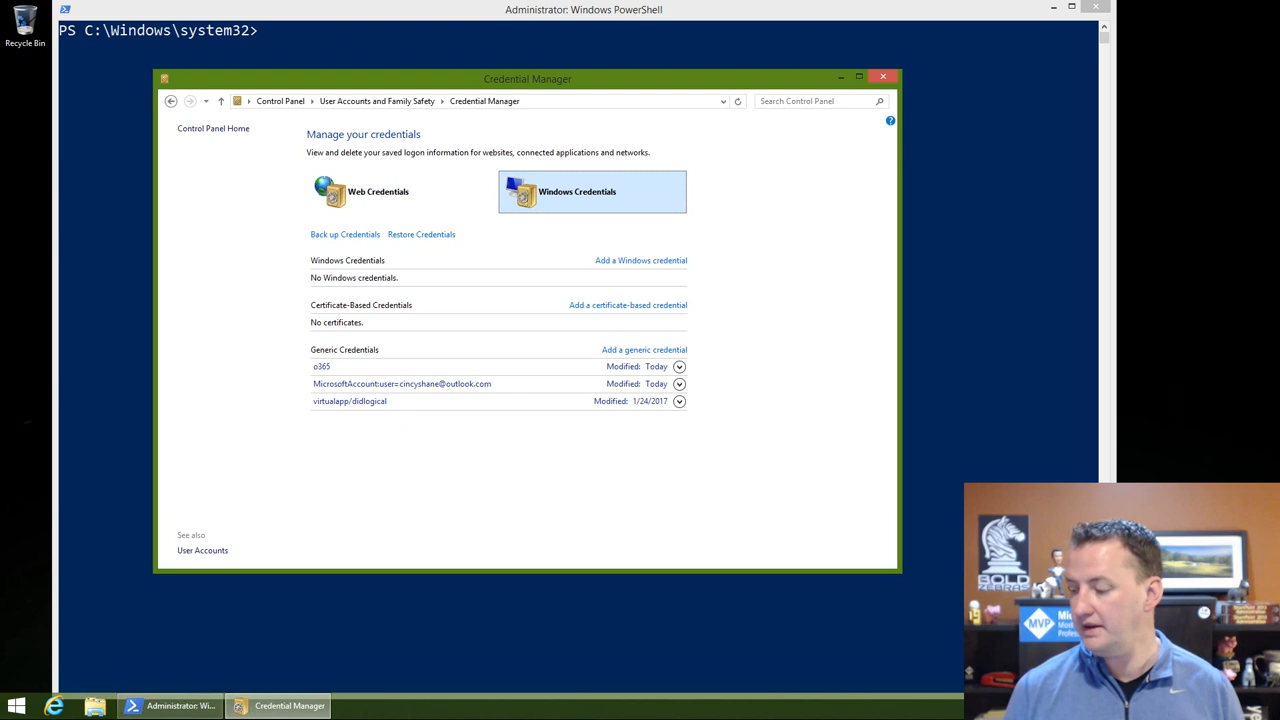 Administrator: Windows PowerShell
Recycle Bin
PS C:\Windows\system32>
Credential Manager
Control Panel
User Accounts and Family Safety
Credential Manager
Search Control Panel
Control Panel Home
Manage your credentials
View and delete your saved logon information for websites, connected applications and networks.
Web Credentials
Windows Credentials
Back up Credentials
Restore Credentials
Windows Credentials
Add a Windows credential
No Windows credentials.
Certificate-Based Credentials
Add a certificate-based credential
No certificates.
Generic Credentials
Add a generic credential
o365
Modified: Today
MicrosoftAccount:user=cincyshane@outlook.com
Modified: Today
virtualapp/didlogical
Modified: 1/24/2017
See also
User Accounts
BOLD
ZEBRAS
MVP
Administrator: Wi...
Credential Manager